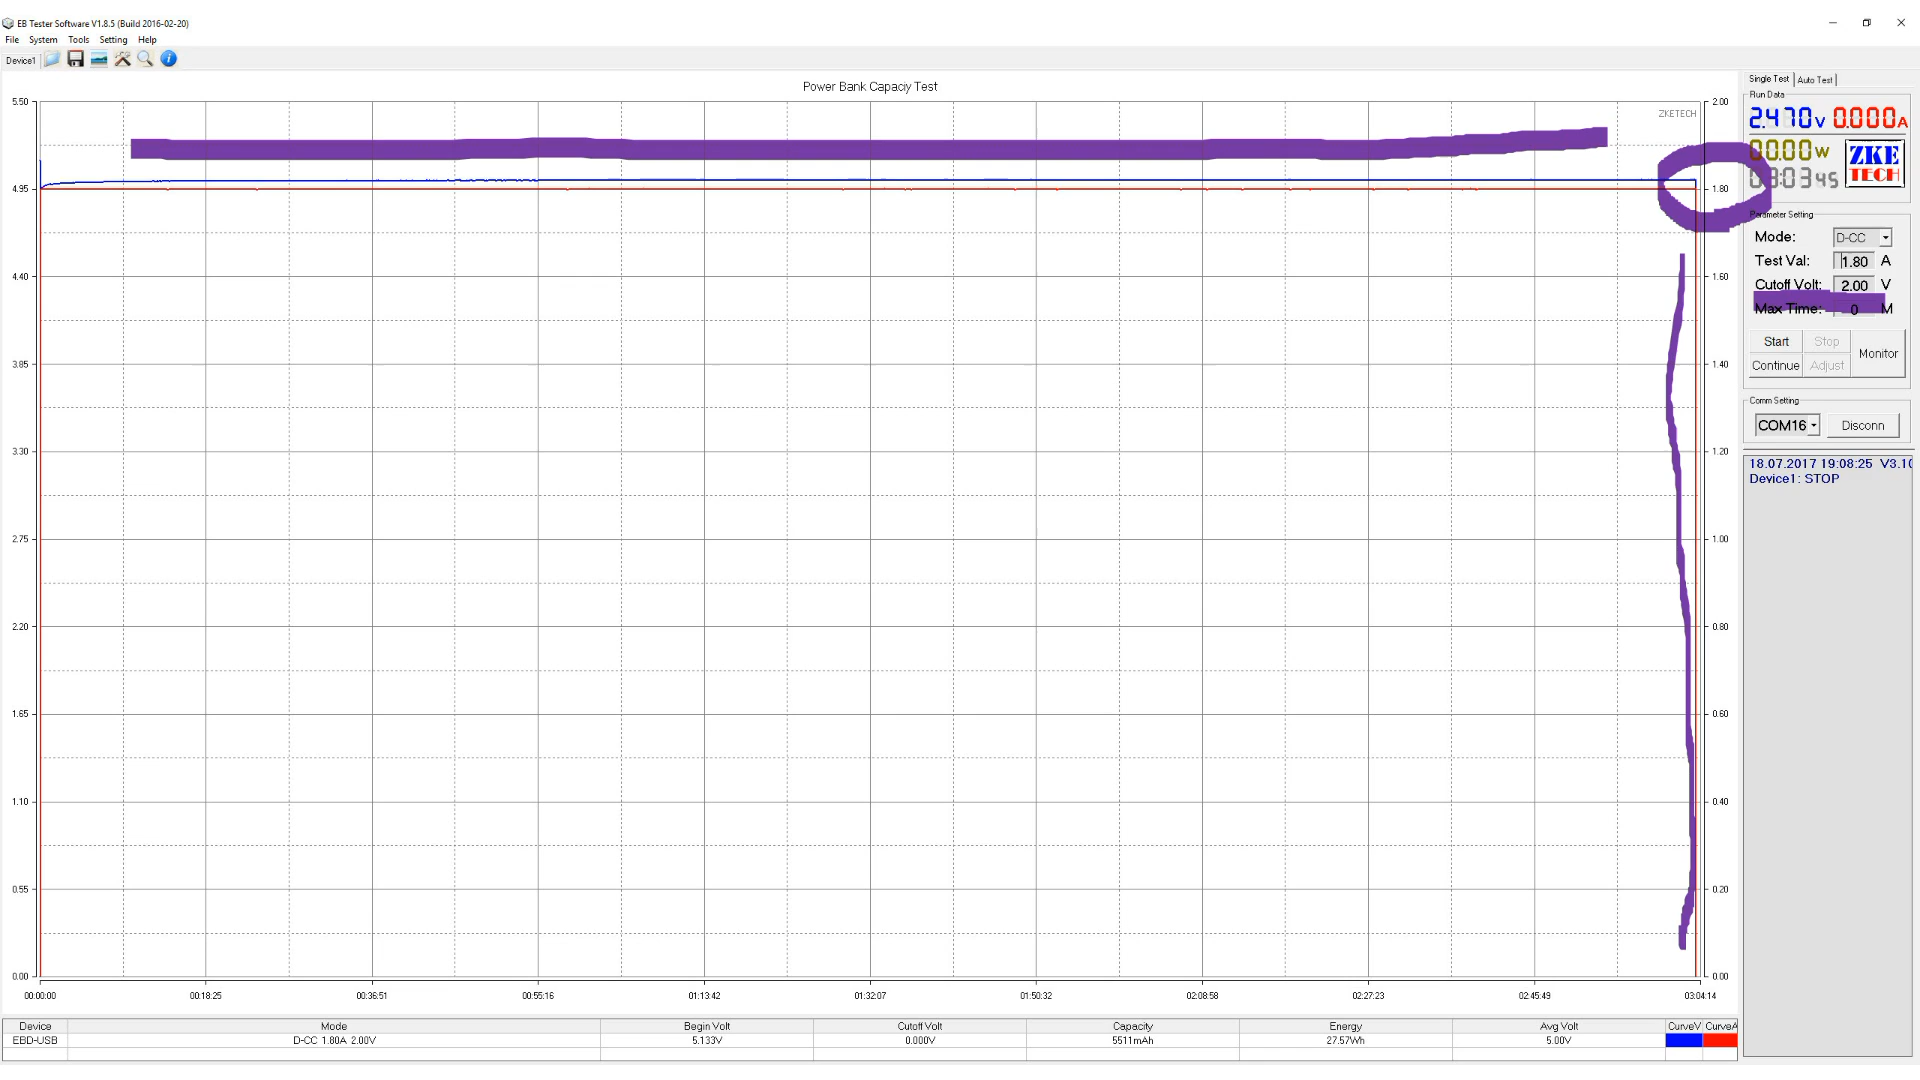 EB Tester Software V1.8.5 (Build 2016-02-20)
File System Tools Setting Help
Device1
Power Bank Capaciy Test
ZKETECH
5.50
4.95
4.40
3.85
3.30
2.75
2.20
1.65
1.10
0.55
0.00
2.00
1.80
1.60
1.40
1.20
1.00
0.80
0.60
0.40
0.20
0.00
00:00:00 00:18:25 00:36:51 00:55:16 01:13:42 01:32:07 01:50:32 02:08:58 02:27:23 02:45:49 03:04:14
Single Test Auto Test
Run Data
2.470V 0.000A
00.00W
03:0345
ZKE
TECH
Parameter Setting
Mode: D-CC
Test Val: 1.80 A
Cutoff Volt: 2.00 V
Max Time: 0 M
Start Stop
Monitor
Continue Adjust
Comm Setting
COM16 Disconn
18.07.2017 19:08:25 V3.10
Device1: STOP
Device Mode Begin Volt Cutoff Volt Capacity Energy Avg Volt CurveV CurveA
EBD-USB D-CC 1.80A 2.00V 5.133V 0.000V 5511mAh 27.57Wh 5.00V